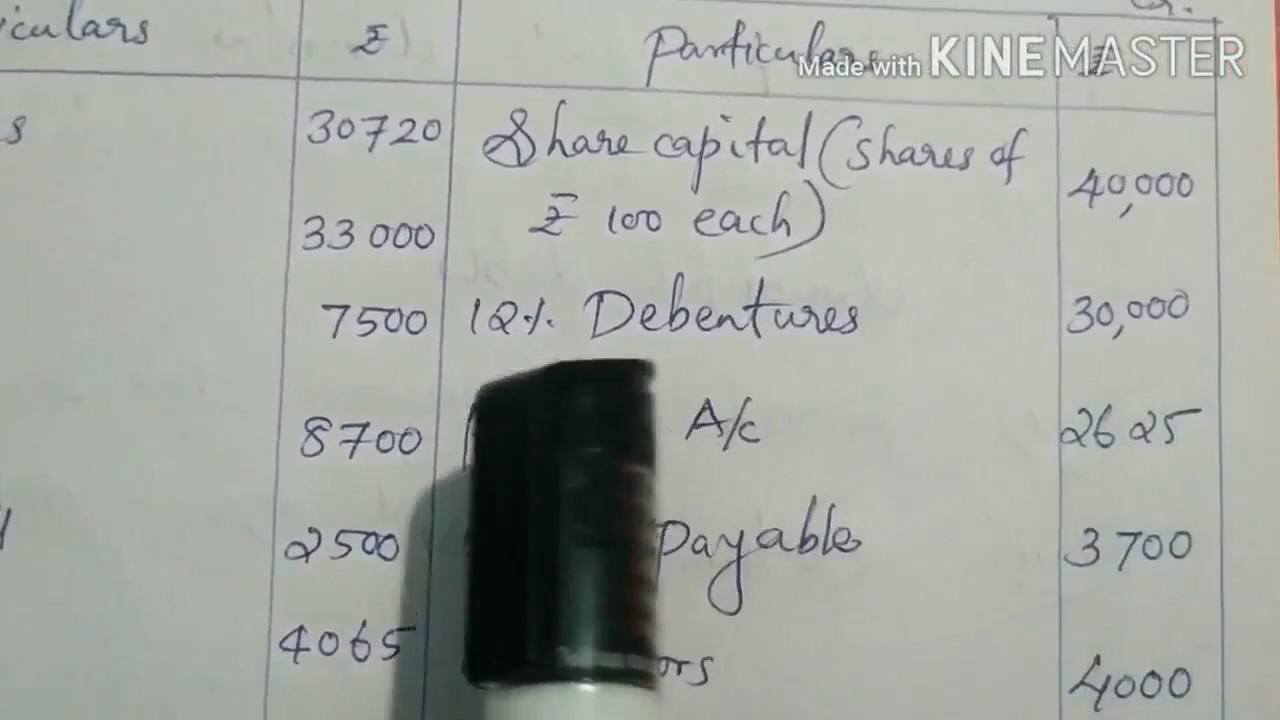 iculars ₹ Particulars ₹
Made with KINEMASTER
s 30720 Share capital (shares of
₹ 100 each) 40,000
33000
7500 12% Debentures 30,000
8700 A/c 2625
2500 Payable 3700
4065 ors 4000